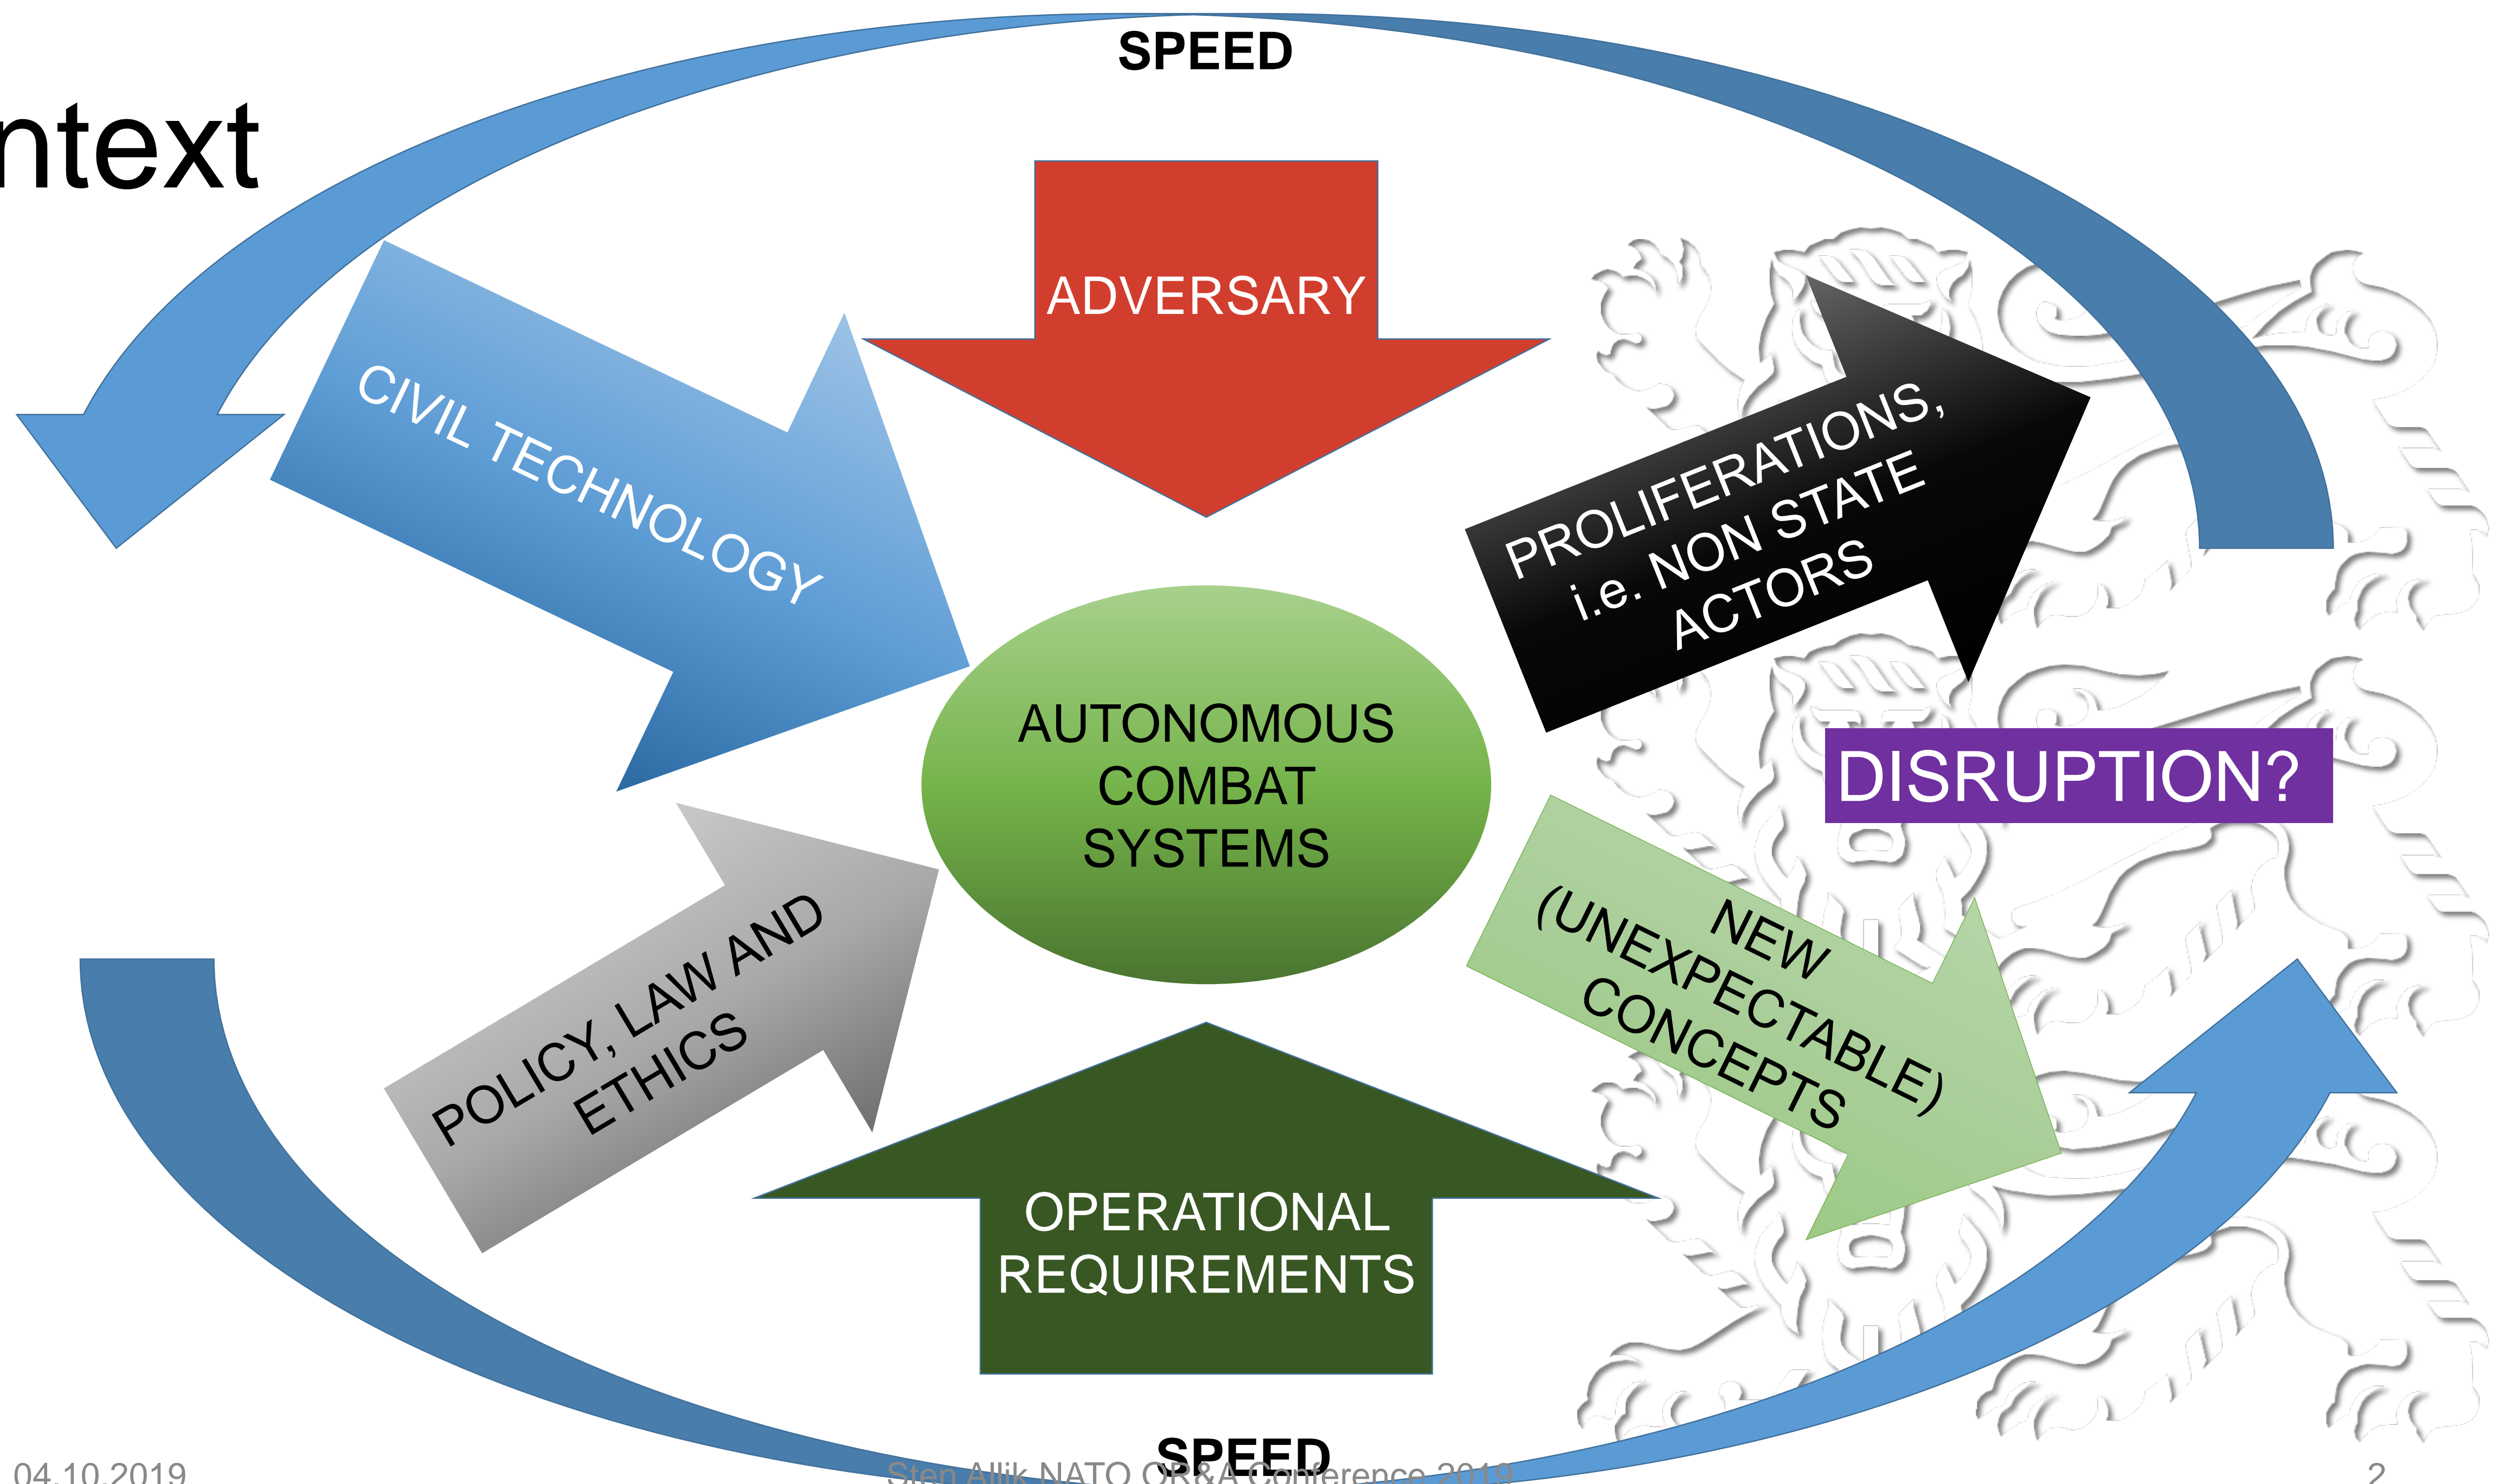 SPEED
ntext
ADVERSARY
CIVIL TECHNOLOGY
PROLIFERATIONS,
i.e. NON STATE
ACTORS
AUTONOMOUS
COMBAT
SYSTEMS
DISRUPTION?
POLICY, LAW AND
ETHICS
NEW
(UNEXPECTABLE)
CONCEPTS
OPERATIONAL
REQUIREMENTS
SPEED
04.10.2019
Sten Allik NATO OR&A Conference 2019
2